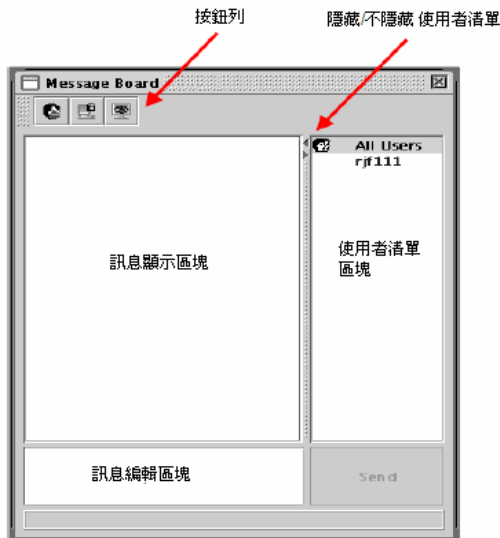 按鈕列
隱藏/不隱藏 使用者清單
Message Board
All Users
rjf111
訊息顯示區塊
使用者清單
區塊
訊息編輯區塊
Send